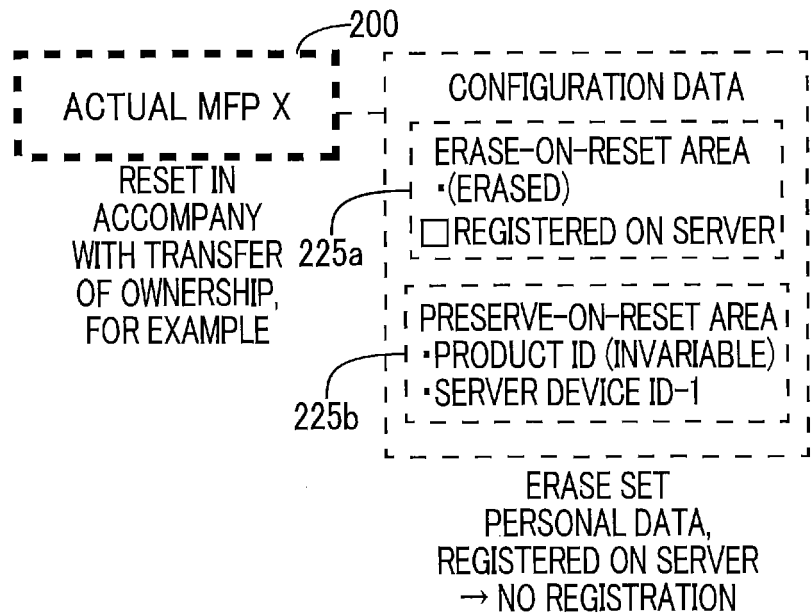 200
ACTUAL MFP X
RESET IN
ACCOMPANY
WITH TRANSFER
OF OWNERSHIP,
FOR EXAMPLE
CONFIGURATION DATA
225a
ERASE-ON-RESET AREA
・(ERASED)
□REGISTERED ON SERVER
225b
PRESERVE-ON-RESET AREA
・PRODUCT ID (INVARIABLE)
・SERVER DEVICE ID-1
ERASE SET
PERSONAL DATA,
REGISTERED ON SERVER
→ NO REGISTRATION